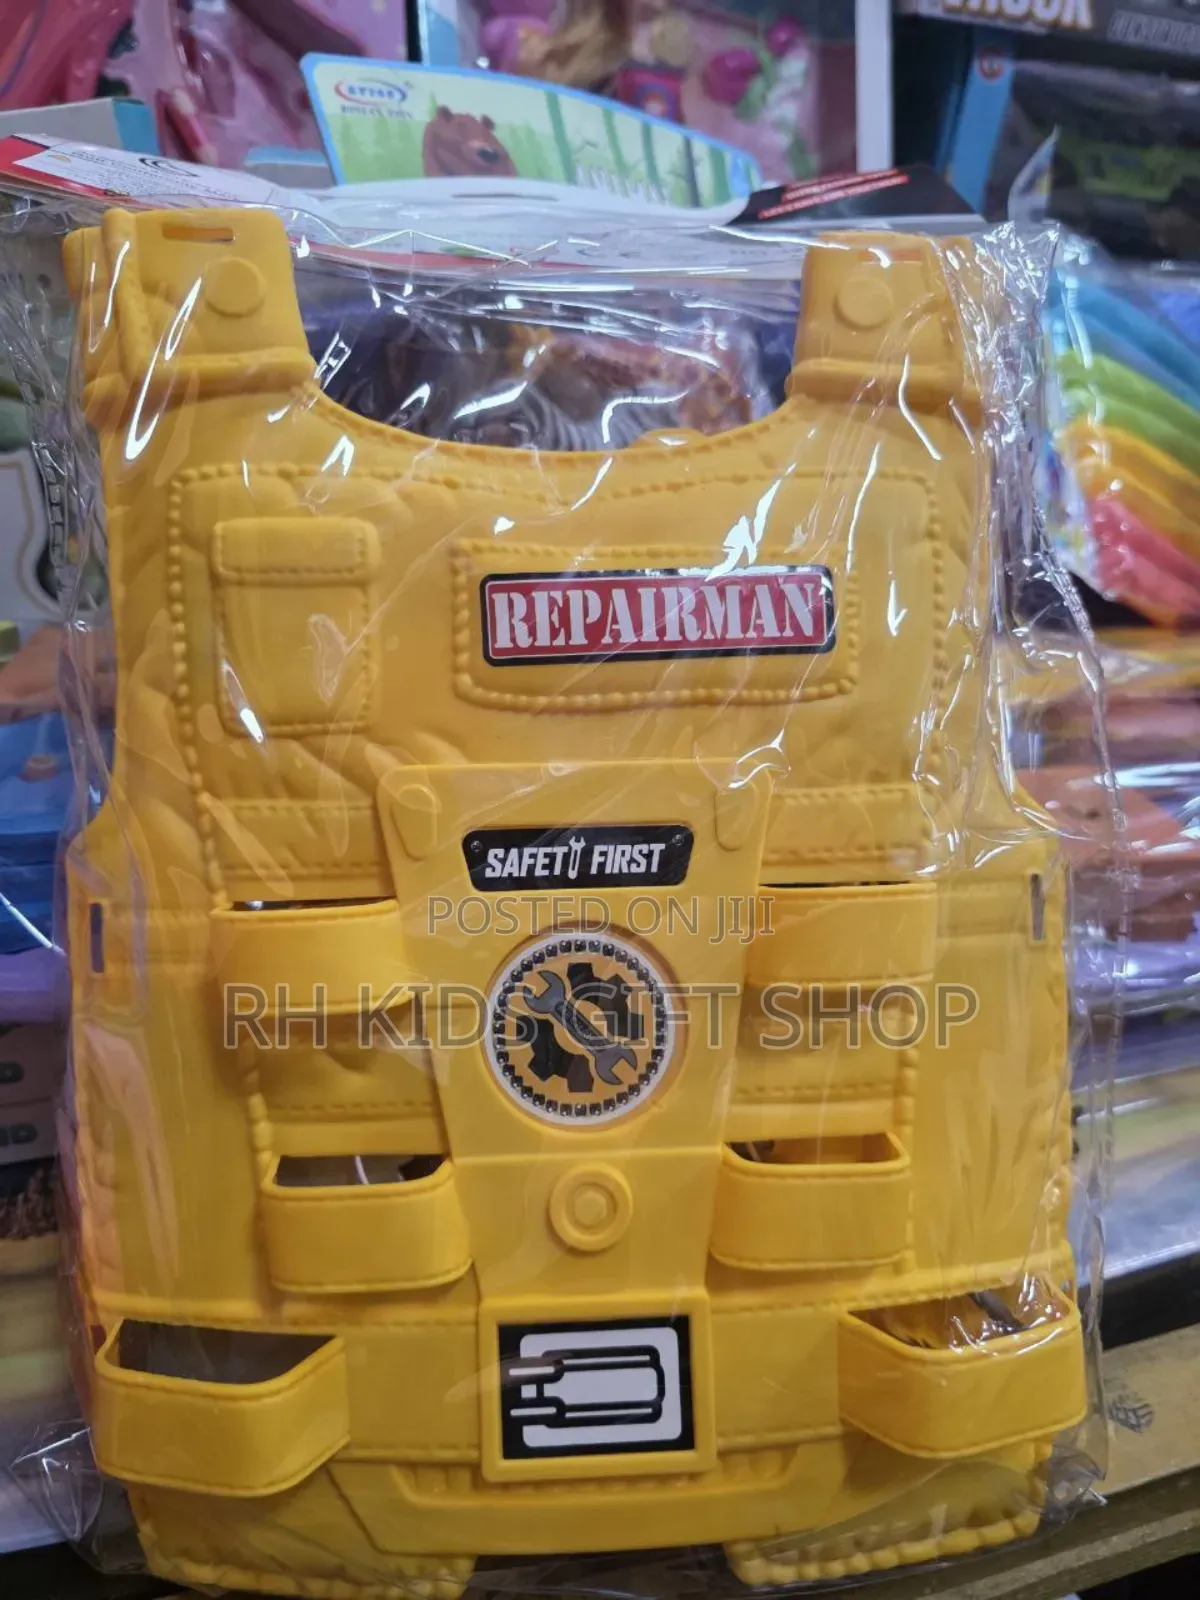 REPAIRMAN
SAFETY FIRST
POSTED ON JIJI
RH KIDS GIFT SHOP